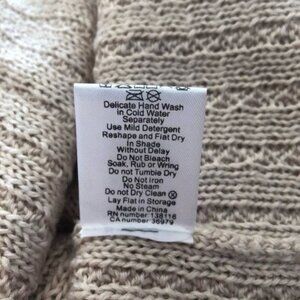 Delicate Hand Wash
in Cold Water
Separately
Use Mild Detergent
Reshape and Flat Dry
in Shade
Without Delay
Do Not Bleach
Soak, Rub or Wring
Do not Tumble Dry
Do Not Iron
No Steam
Do not Dry Clean
Lay Flat in Storage
Made in China
RN number 138116
CA number 36979